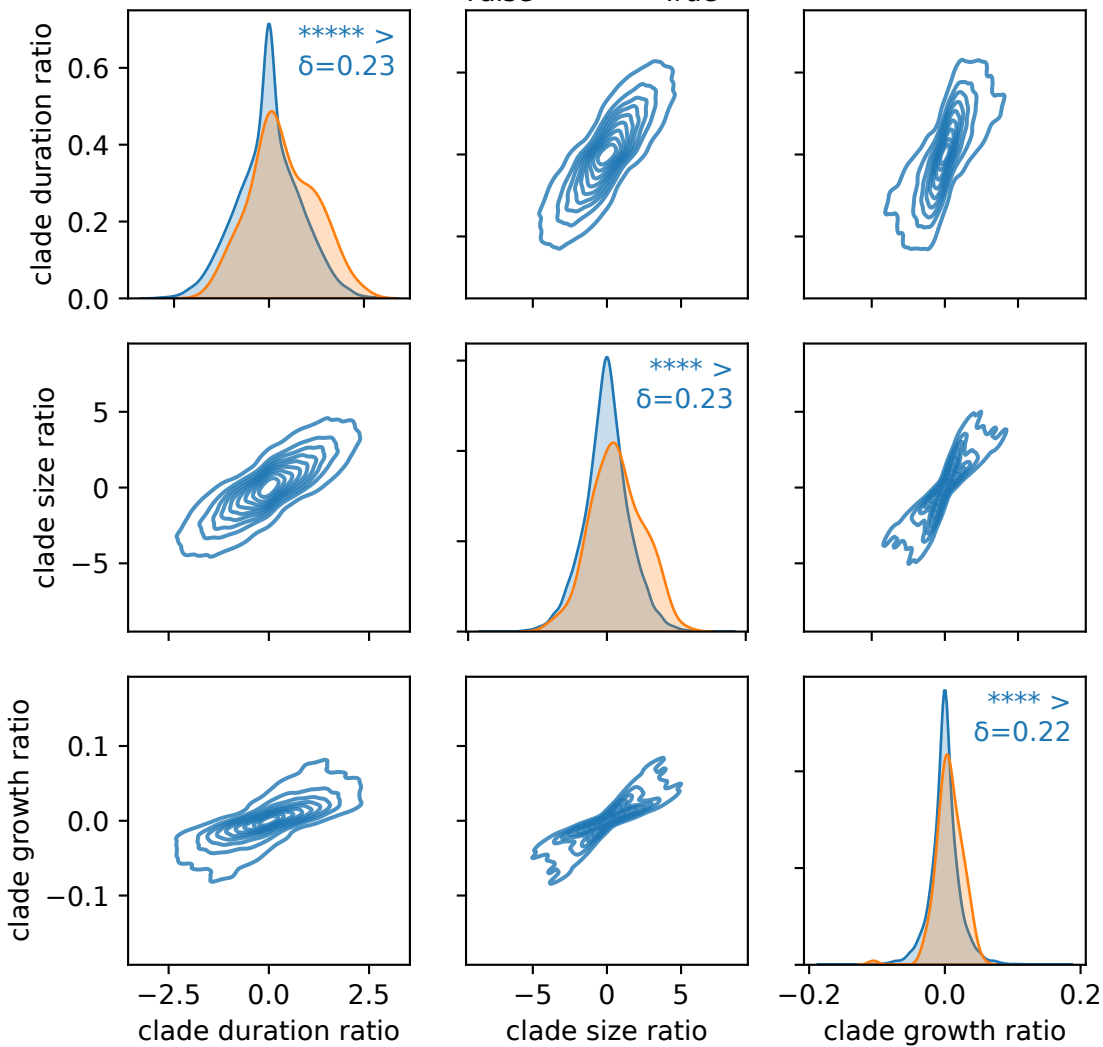 ***** >
δ=0.23
clade duration ratio
0.6
0.4
0.2
0.0
**** >
δ=0.23
clade size ratio
5
0
−5
**** >
δ=0.22
clade growth ratio
0.1
0.0
−0.1
−2.5 0.0 2.5
−5 0 5
−0.2 0.0 0.2
clade duration ratio
clade size ratio
clade growth ratio